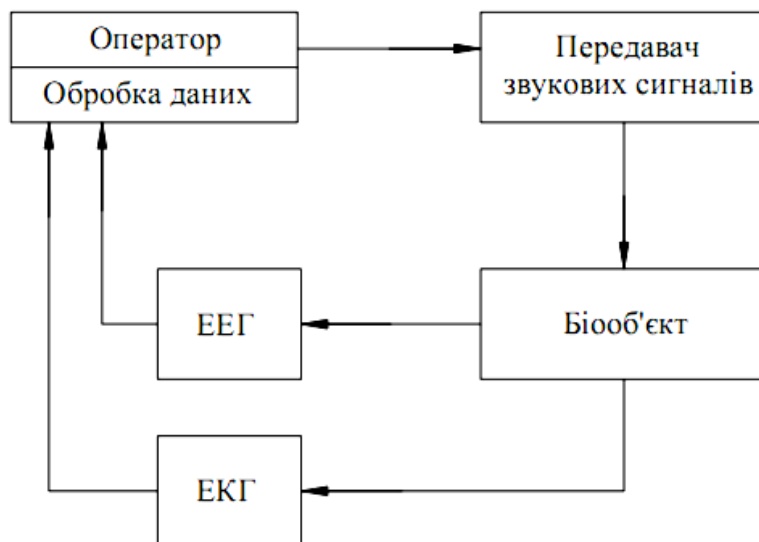 Оператор
Обробка даних
Передавач
звукових сигналів
ЕЕГ
Біооб'єкт
ЕКГ